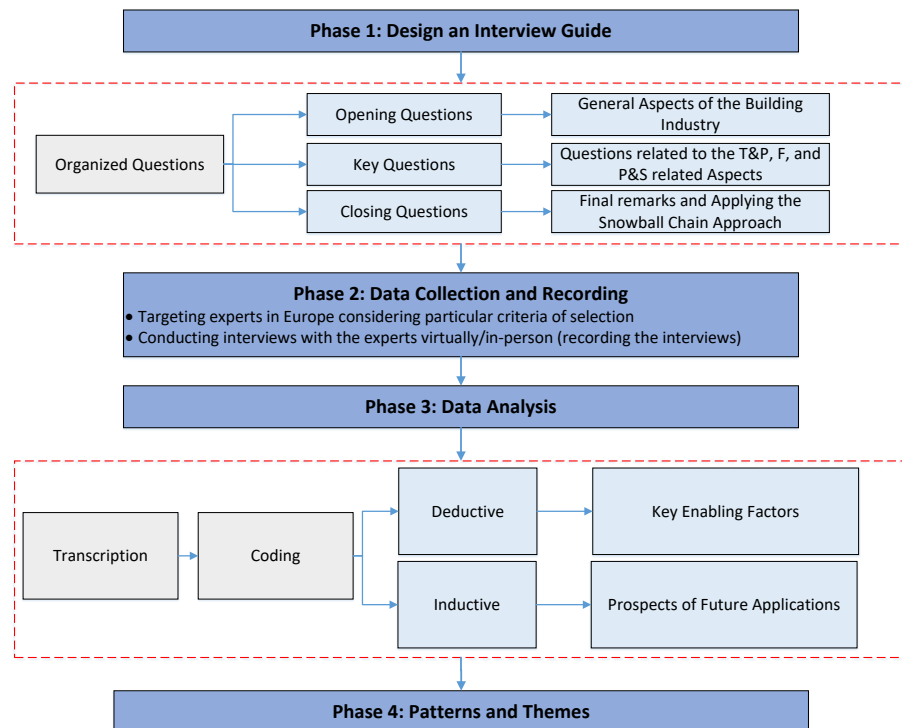 Phase 1: Design an Interview Guide
Organized Questions
Opening Questions
General Aspects of the Building
Industry
Key Questions
Questions related to the T&P, F, and
P&S related Aspects
Closing Questions
Final remarks and Applying the
Snowball Chain Approach
Phase 2: Data Collection and Recording
• Targeting experts in Europe considering particular criteria of selection
• Conducting interviews with the experts virtually/in-person (recording the interviews)
Phase 3: Data Analysis
Transcription
Coding
Deductive
Key Enabling Factors
Inductive
Prospects of Future Applications
Phase 4: Patterns and Themes